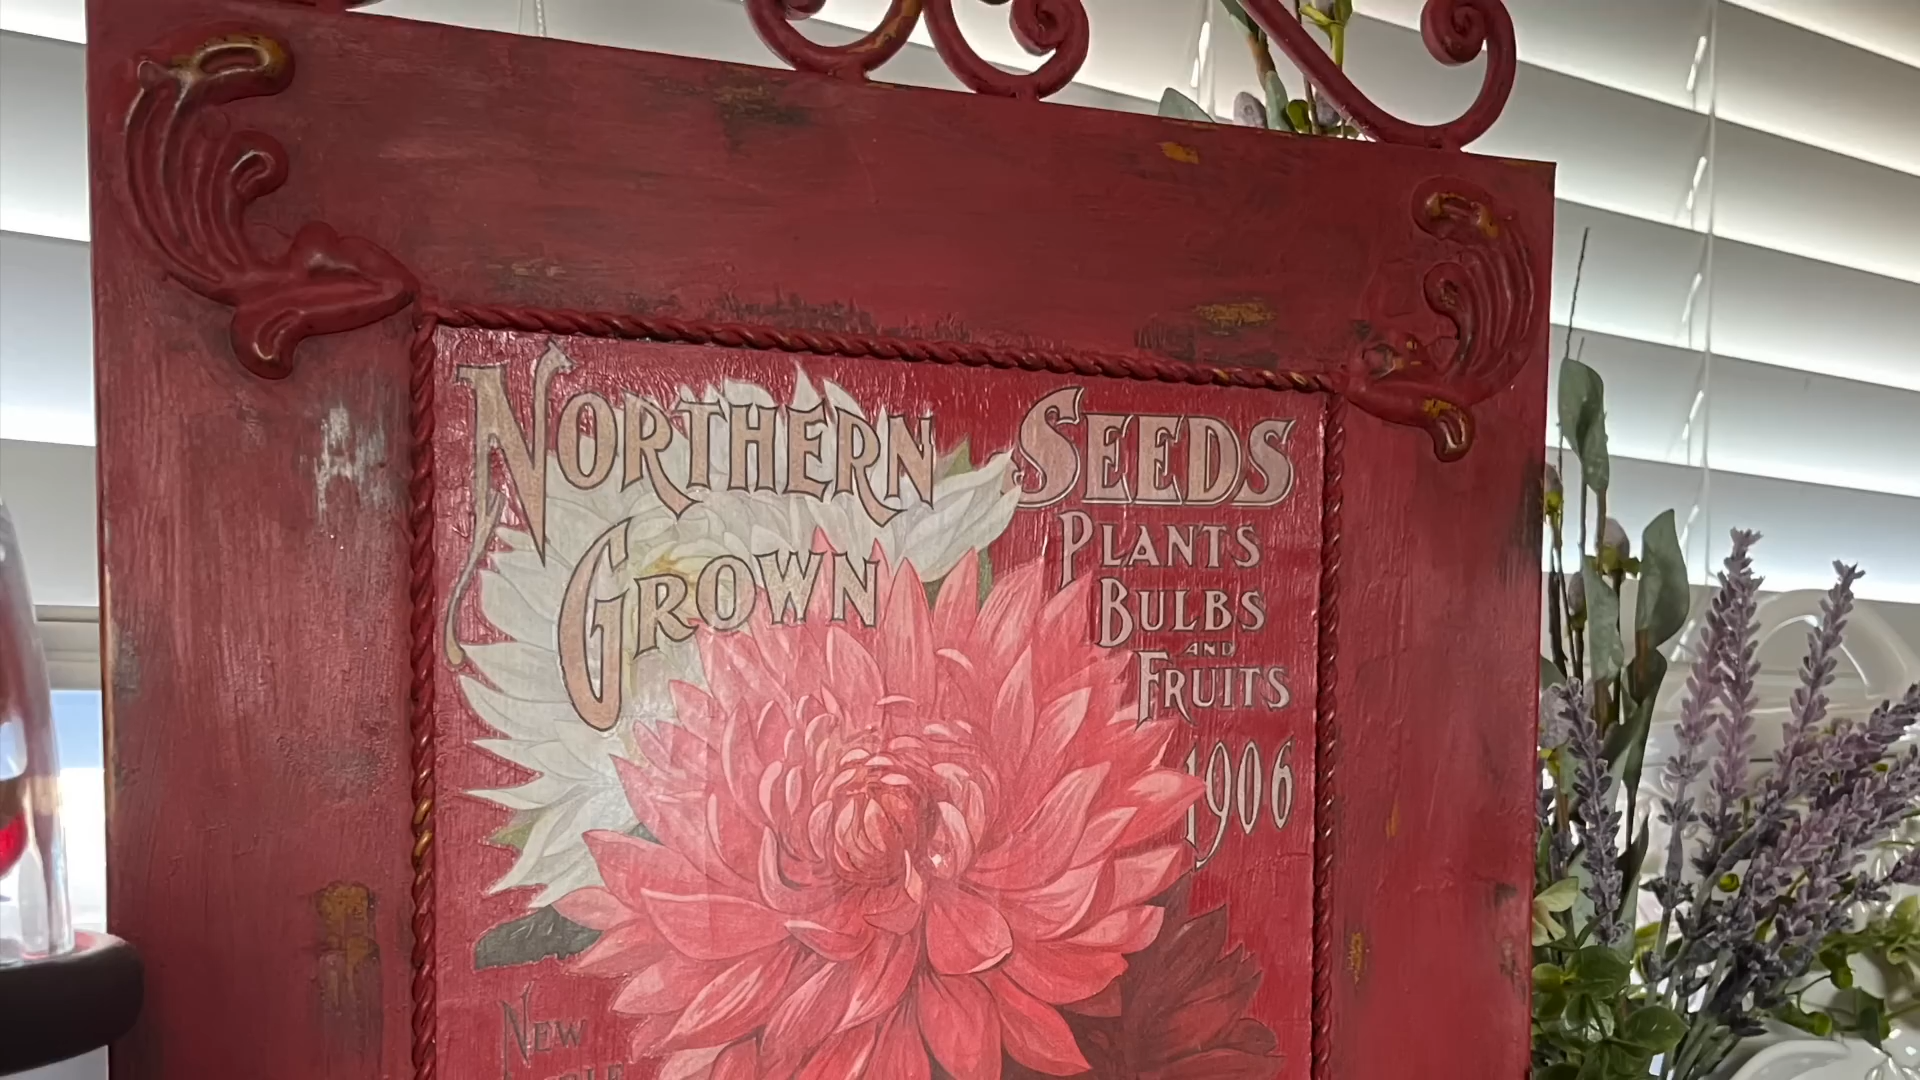 NORTHERN SEEDS
GROWN
PLANTS
BULBS
AND
FRUITS
1906
NEW